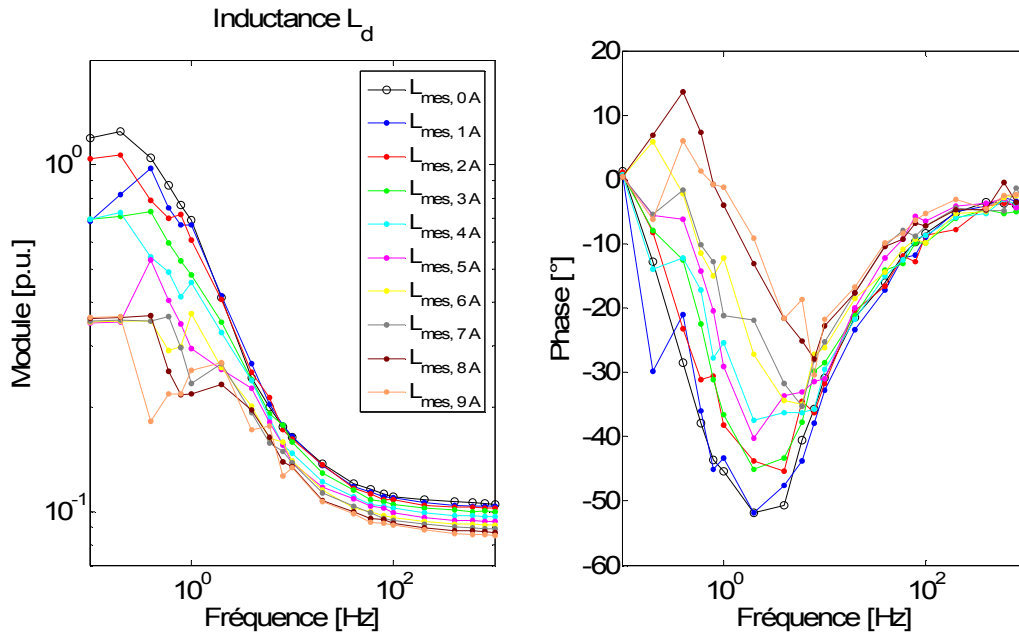 Inductance L_d
Module [p.u.]
10^0
10^-1
10^0
10^2
Fréquence [Hz]
L_mes, 0 A
L_mes, 1 A
L_mes, 2 A
L_mes, 3 A
L_mes, 4 A
L_mes, 5 A
L_mes, 6 A
L_mes, 7 A
L_mes, 8 A
L_mes, 9 A
Phase [°]
20
10
0
-10
-20
-30
-40
-50
-60
10^0
10^2
Fréquence [Hz]